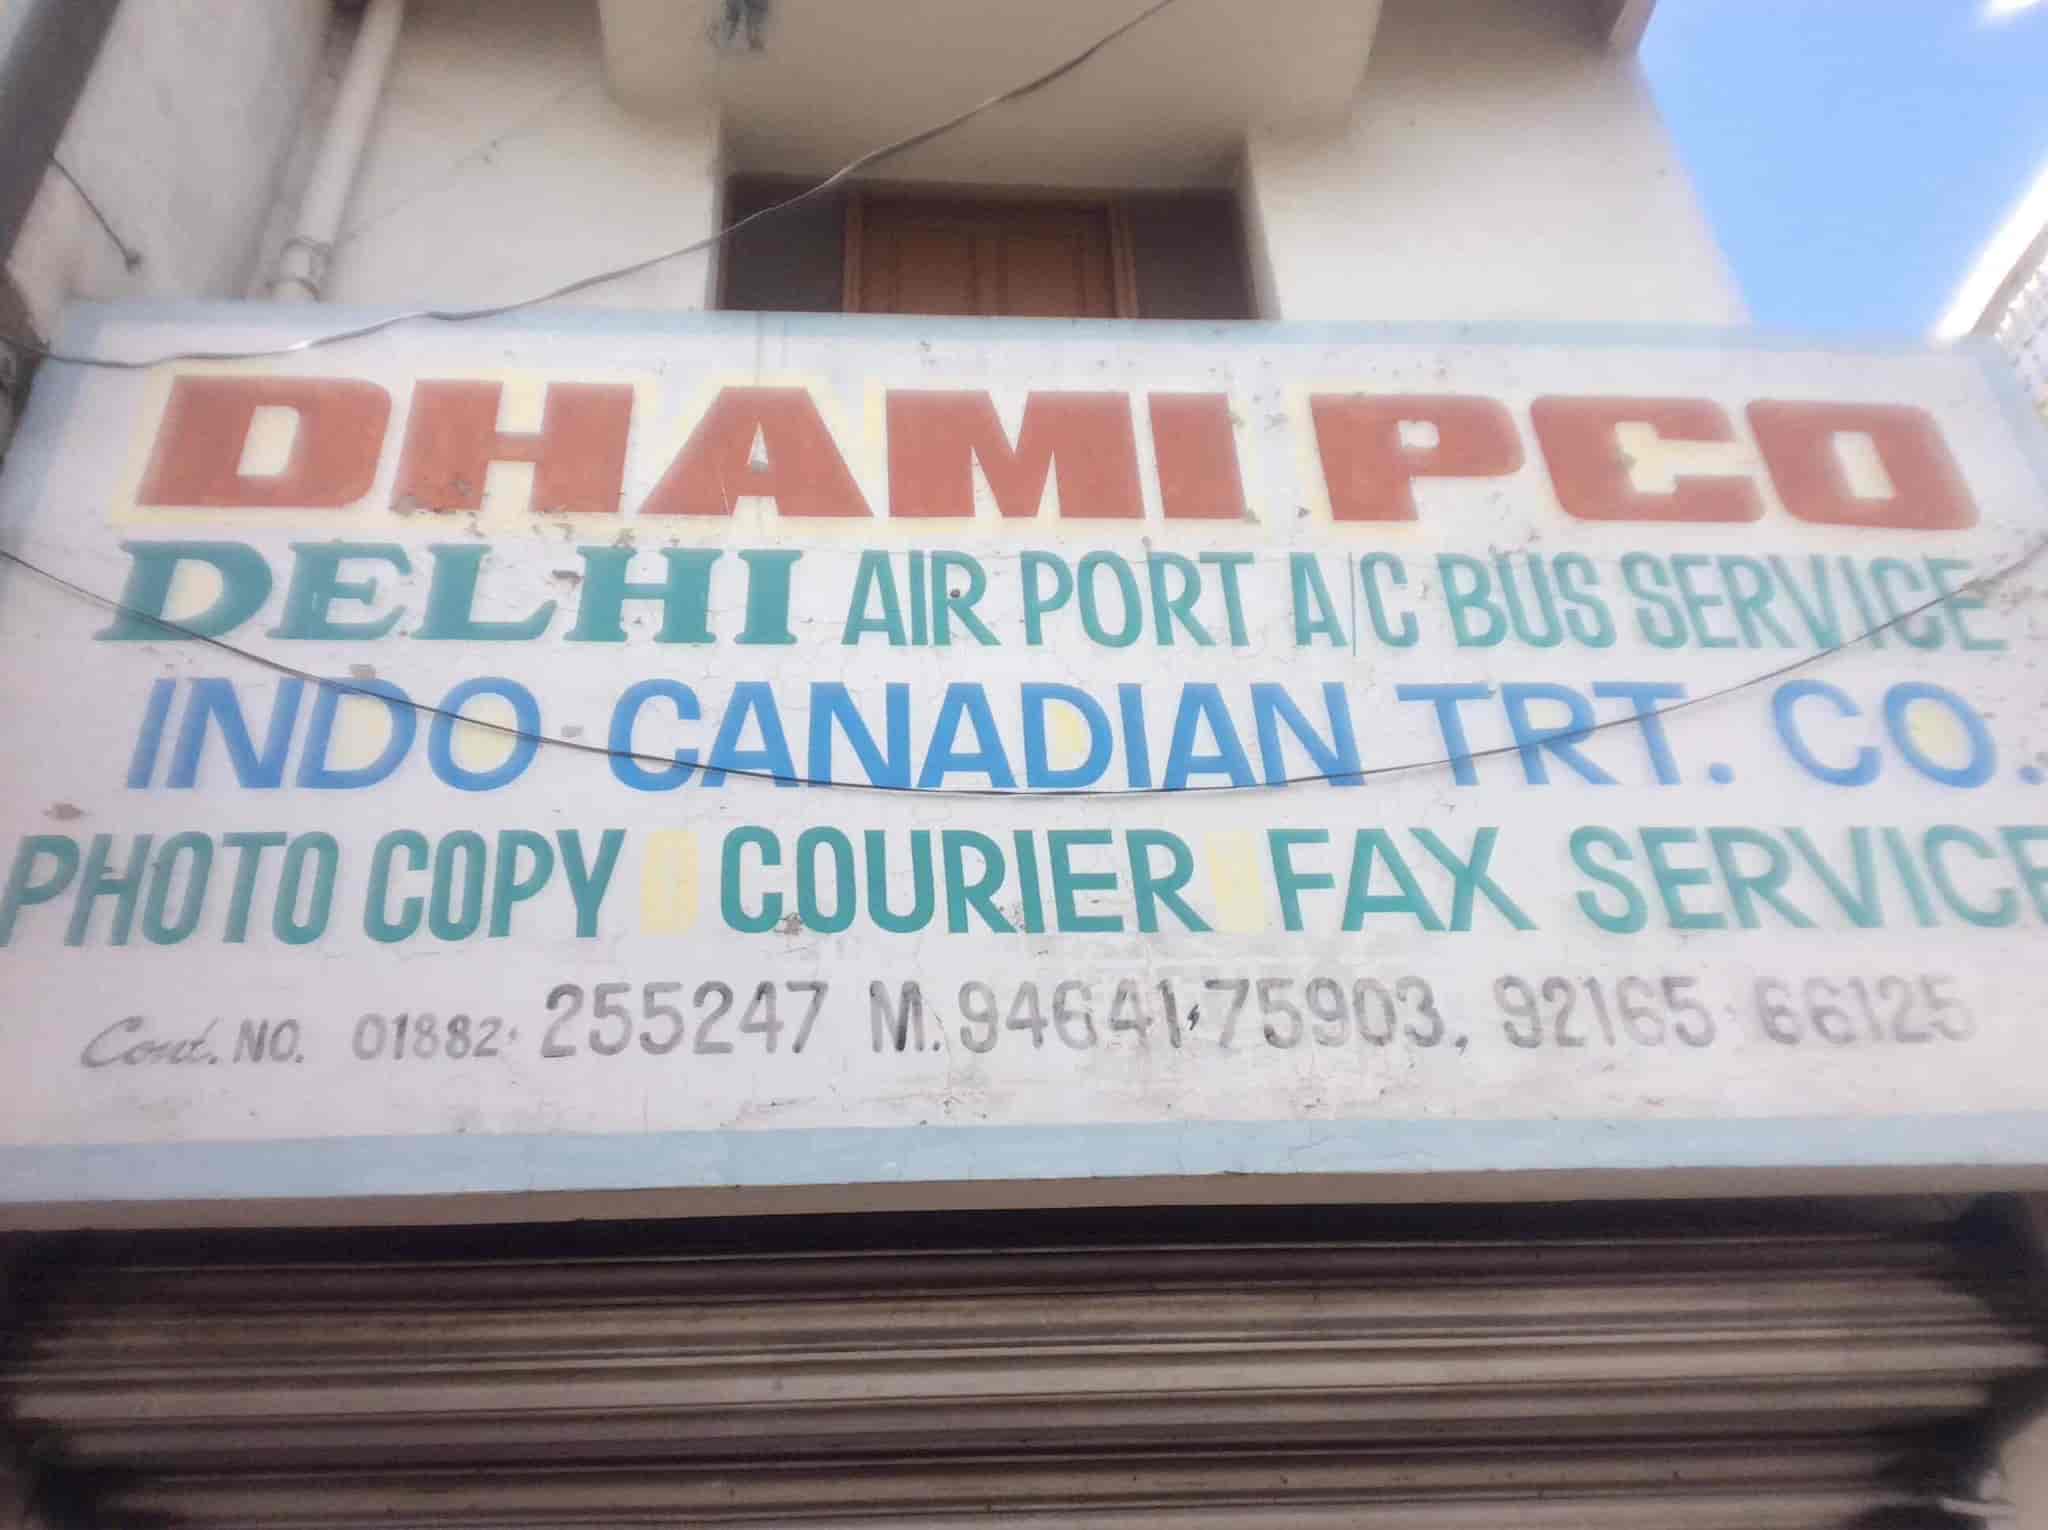 DHAMI PCO
DELHI AIR PORT A/C BUS SERVICE
INDO CANADIAN TRT. CO.
PHOTO COPY COURIER FAX SERVICE
Cont. NO. 01882. 255247 M. 94641-75903, 92165-66125